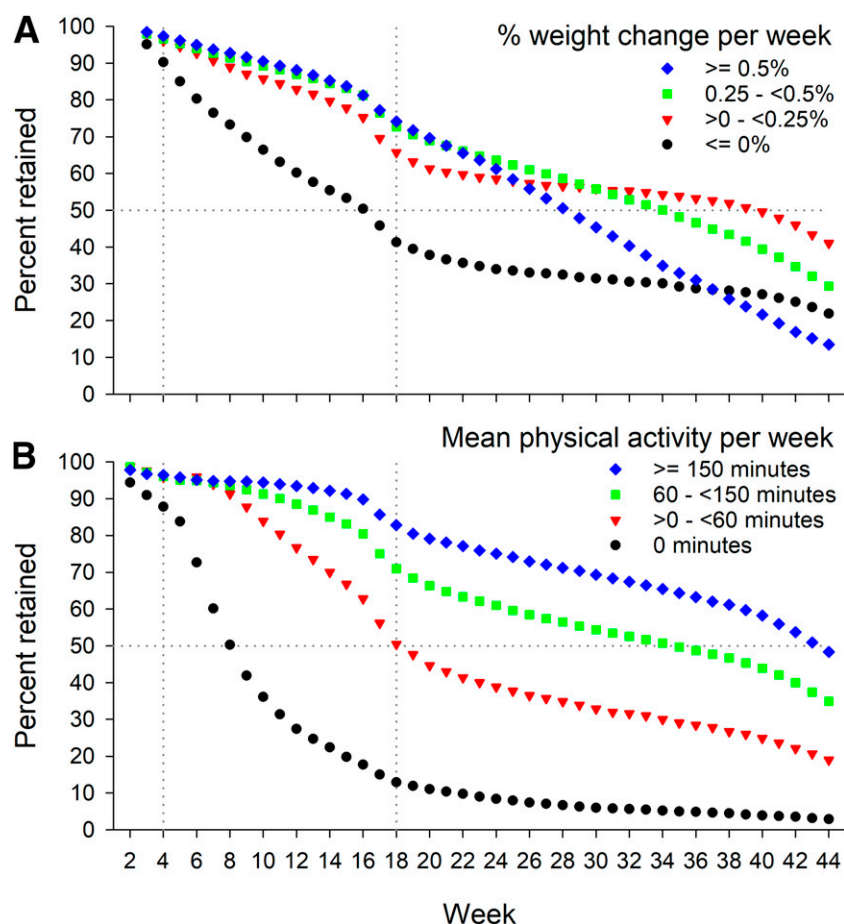 A
% weight change per week
>= 0.5%
0.25 - <0.5%
>0 - <0.25%
<= 0%
Percent retained
100
90
80
70
60
50
40
30
20
10
0
B
Mean physical activity per week
>= 150 minutes
60 - <150 minutes
>0 - <60 minutes
0 minutes
Percent retained
100
90
80
70
60
50
40
30
20
10
0
2 4 6 8 10 12 14 16 18 20 22 24 26 28 30 32 34 36 38 40 42 44
Week